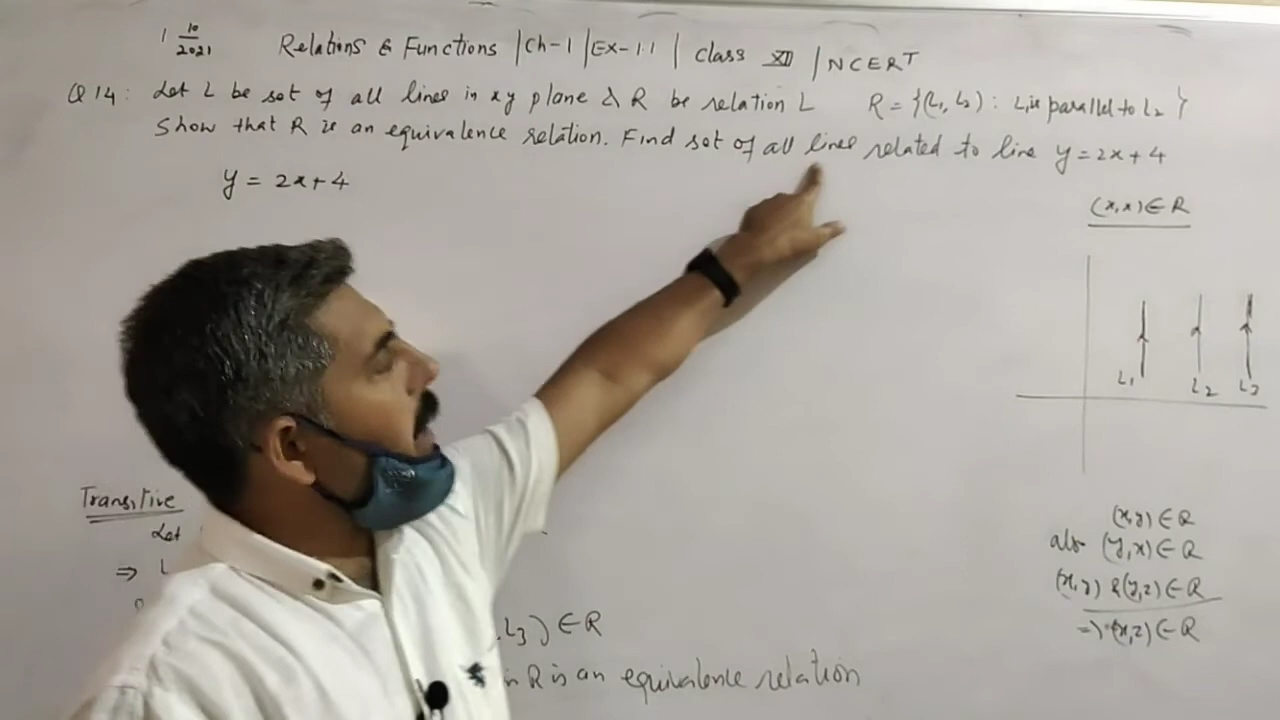 1 10/2021 Relations & Functions | Ch-1 | Ex-1.1 | Class XII | NCERT
Q 14: Let L be set of all lines in xy plane & R be relation L R = {(L₁, L₂) : L₁ is parallel to L₂}
Show that R is an equivalence relation. Find set of all lines related to line y = 2x + 4
y = 2x + 4
(x,x) ∈ R
L₁ L₂ L₃
Transitive
Let
⇒ L
(x,y) ∈ R
also (y,x) ∈ R
(x,y) & (y,z) ∈ R
⇒ (x,z) ∈ R
, L₃) ∈ R
R is an equivalence relation